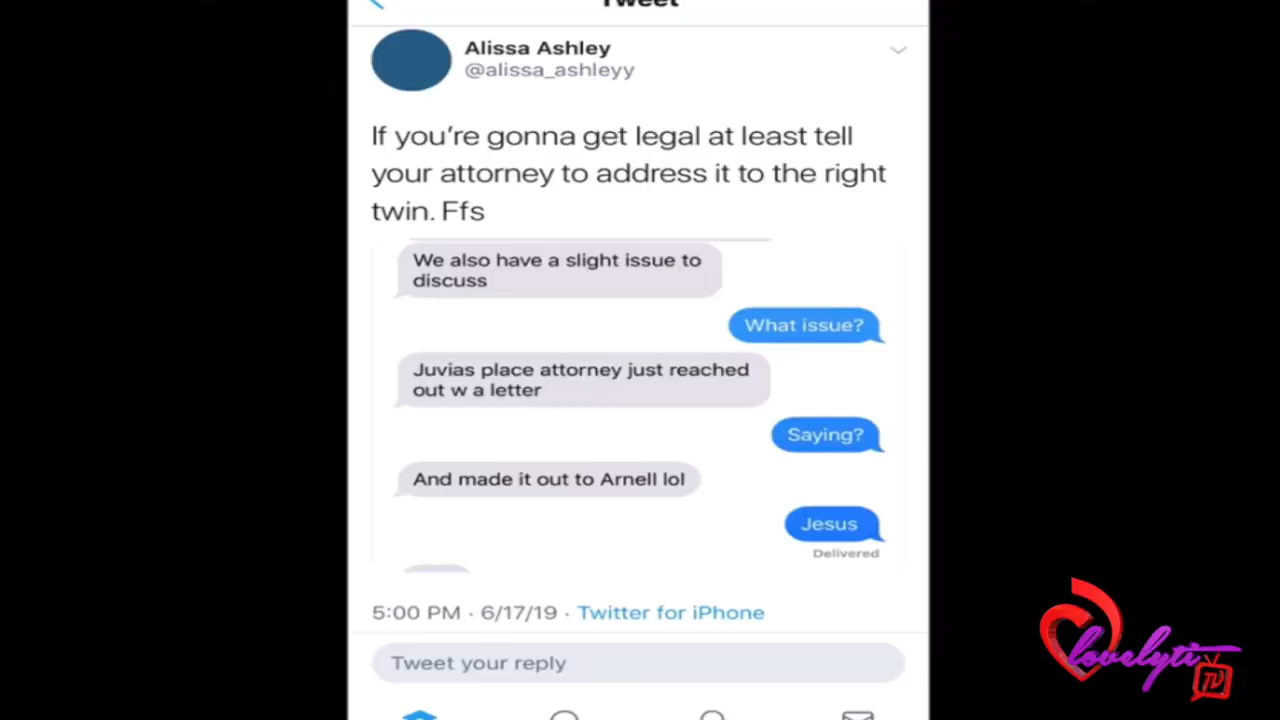 Tweet
Alissa Ashley
@alissa_ashleyy
If you're gonna get legal at least tell
your attorney to address it to the right
twin. Ffs
We also have a slight issue to
discuss
What issue?
Juvias place attorney just reached
out w a letter
Saying?
And made it out to Arnell lol
Jesus
Delivered
5:00 PM · 6/17/19 · Twitter for iPhone
Tweet your reply
lovelyti
TV